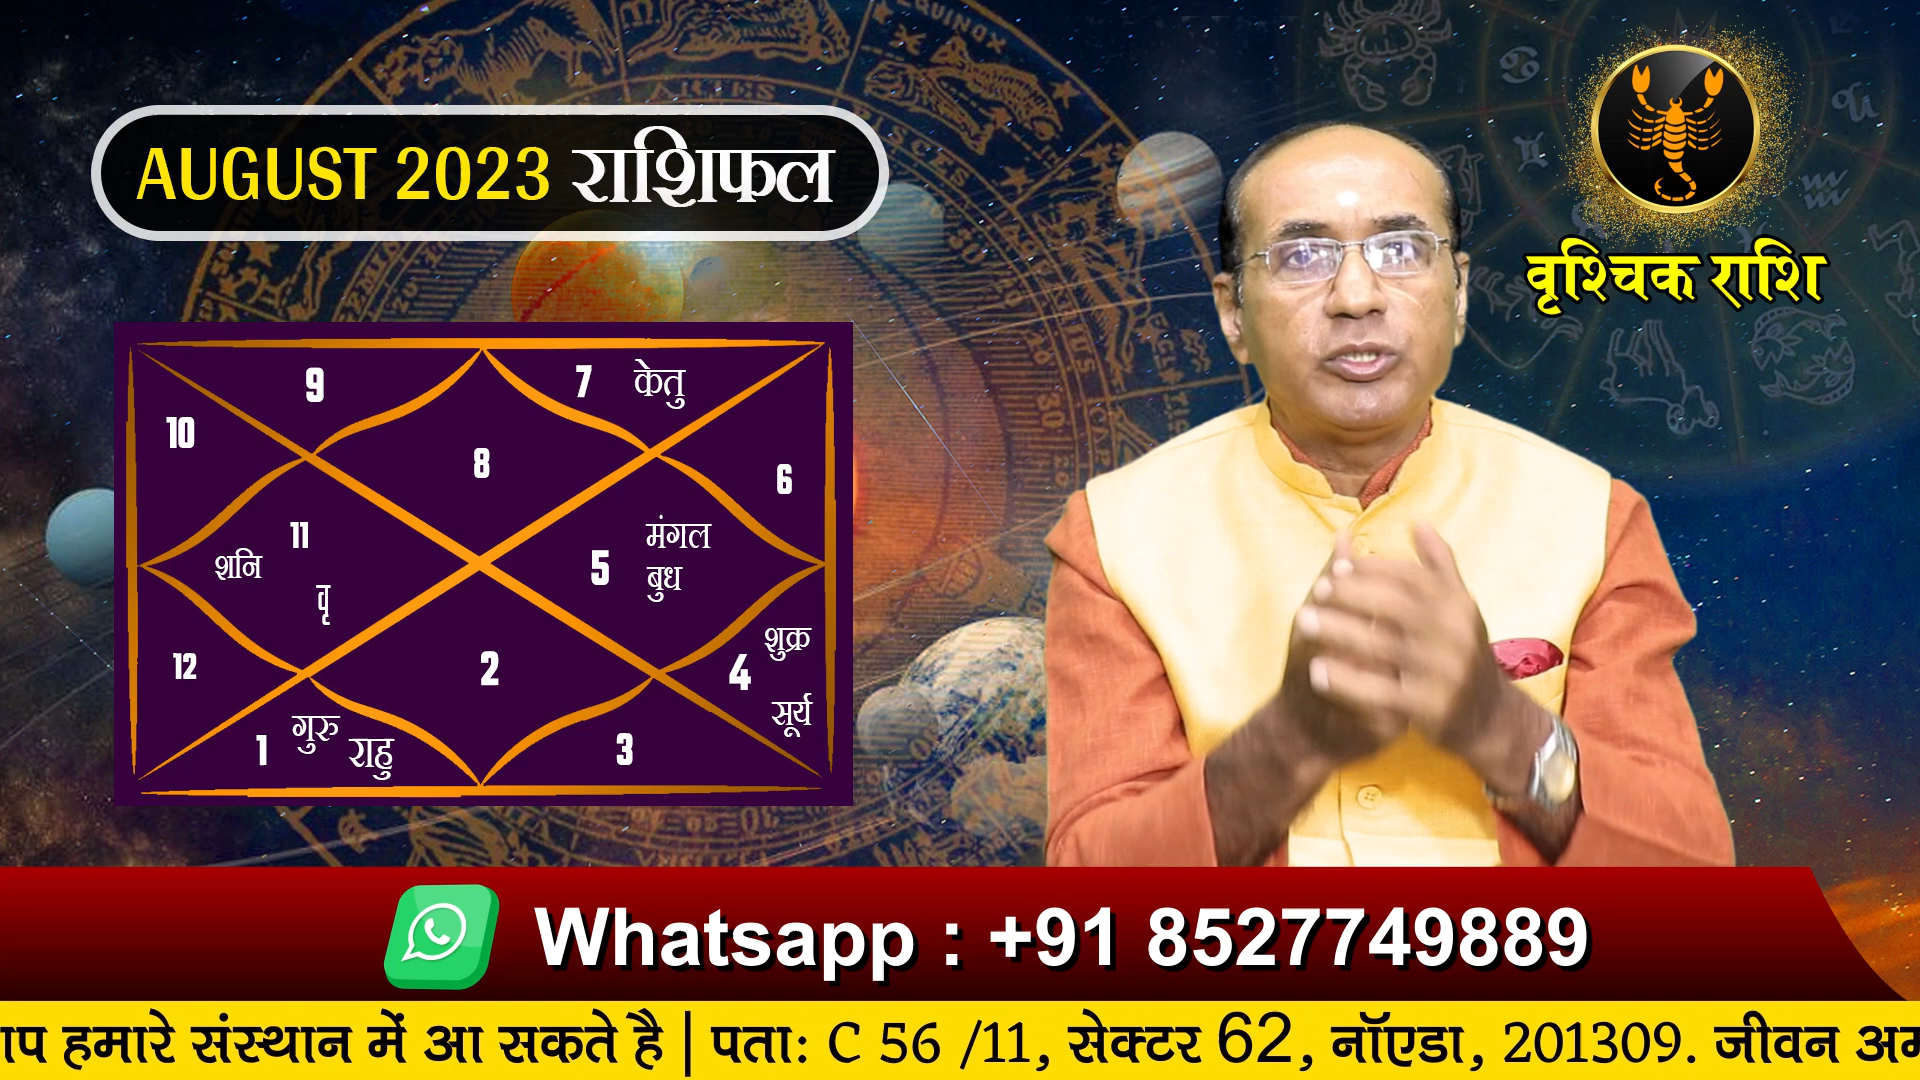 AUGUST 2023 राशिफल
वृश्चिक राशि
9
7 केतु
10
8
6
11
शनि
वृ
5
मंगल
बुध
12
2
4
शुक्र
सूर्य
1
गुरु
राहु
3
Whatsapp : +91 8527749889
ाप हमारे संस्थान में आ सकते है | पता: C 56 /11, सेक्टर 62, नॉएडा, 201309. जीवन अम